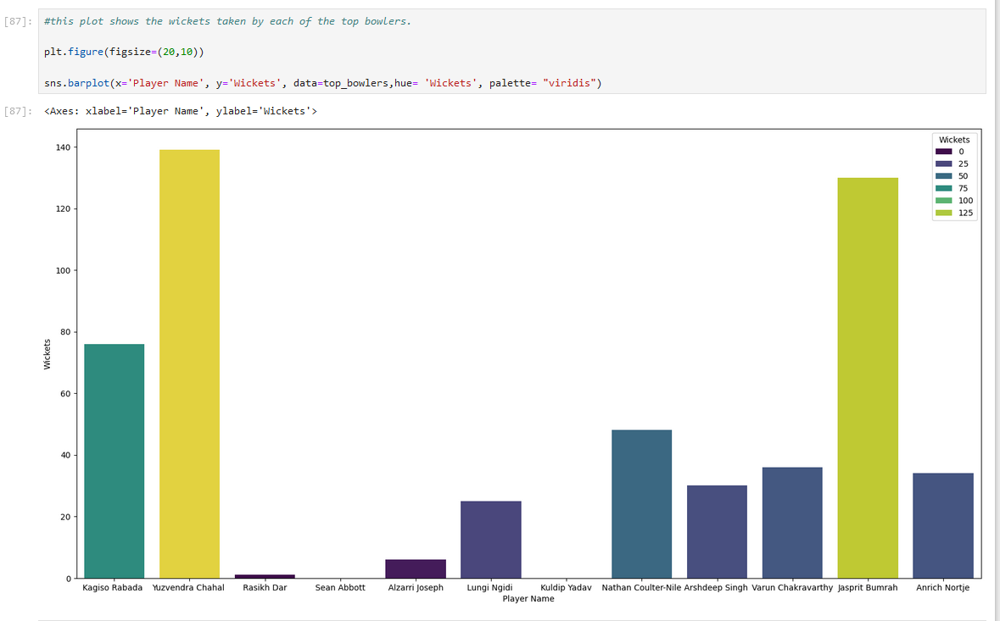 [87]: #this plot shows the wickets taken by each of the top bowlers.
plt.figure(figsize=(20,10))
sns.barplot(x='Player Name', y='Wickets', data=top_bowlers,hue= 'Wickets', palette= "viridis")
[87]: <Axes: xlabel='Player Name', ylabel='Wickets'>
Wickets
0
25
50
75
100
125
140
120
100
80
60
40
20
0
Wickets
Kagiso Rabada Yuzvendra Chahal Rasikh Dar Sean Abbott Alzarri Joseph Lungi Ngidi Kuldip Yadav Nathan Coulter-Nile Arshdeep Singh Varun Chakravarthy Jasprit Bumrah Anrich Nortje
Player Name